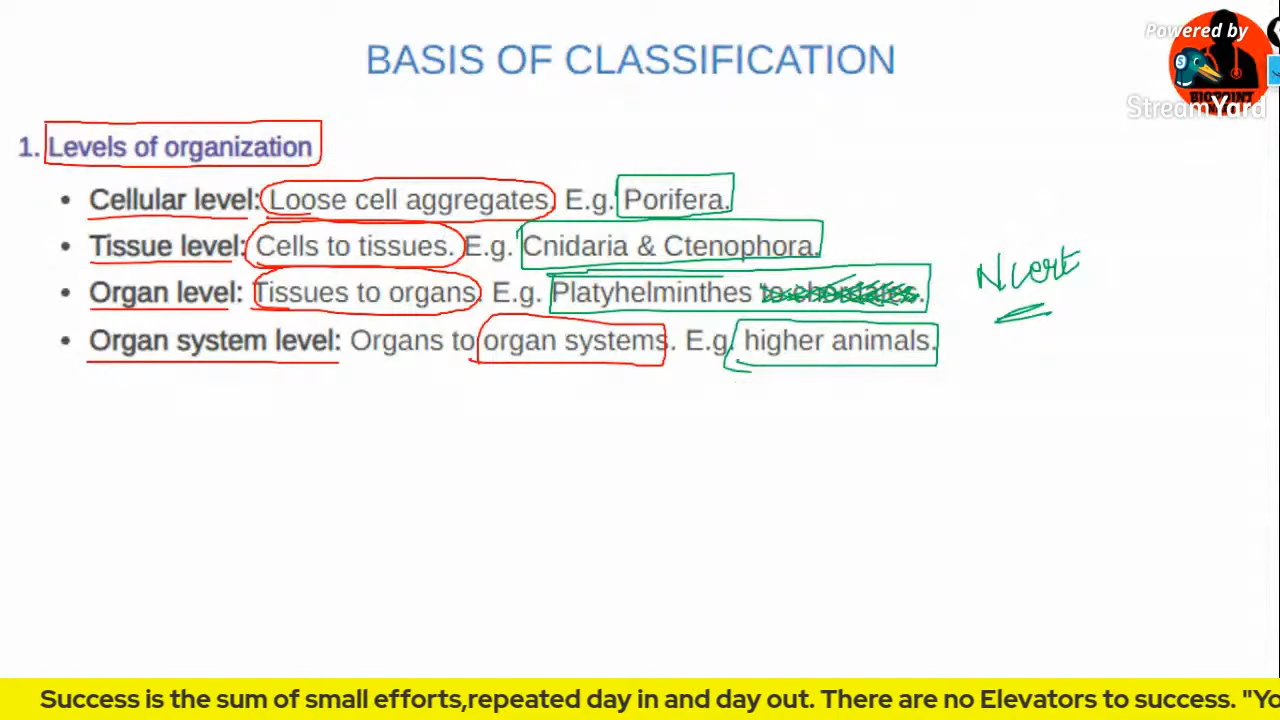 Powered by
BASIS OF CLASSIFICATION
StreamYard
1. Levels of organization
• Cellular level: Loose cell aggregates. E.g. Porifera.
• Tissue level: Cells to tissues. E.g. Cnidaria & Ctenophora.
• Organ level: Tissues to organs. E.g. Platyhelminthes to chordates.
Ncert
• Organ system level: Organs to organ systems. E.g. higher animals.
Success is the sum of small efforts,repeated day in and day out. There are no Elevators to success. "Yo